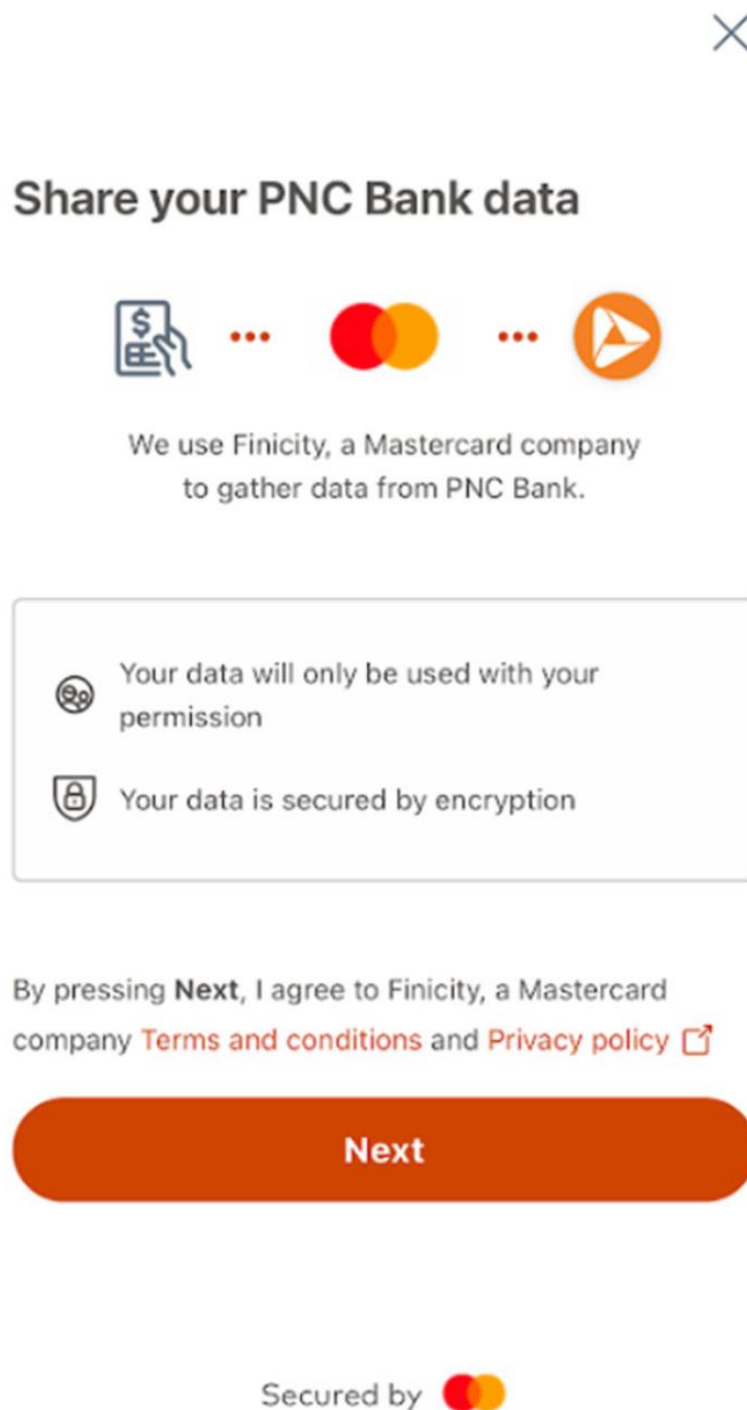 Share your PNC Bank data
$
We use Finicity, a Mastercard company
to gather data from PNC Bank.
Your data will only be used with your
permission
Your data is secured by encryption
By pressing Next, I agree to Finicity, a Mastercard
company Terms and conditions and Privacy policy
Next
Secured by